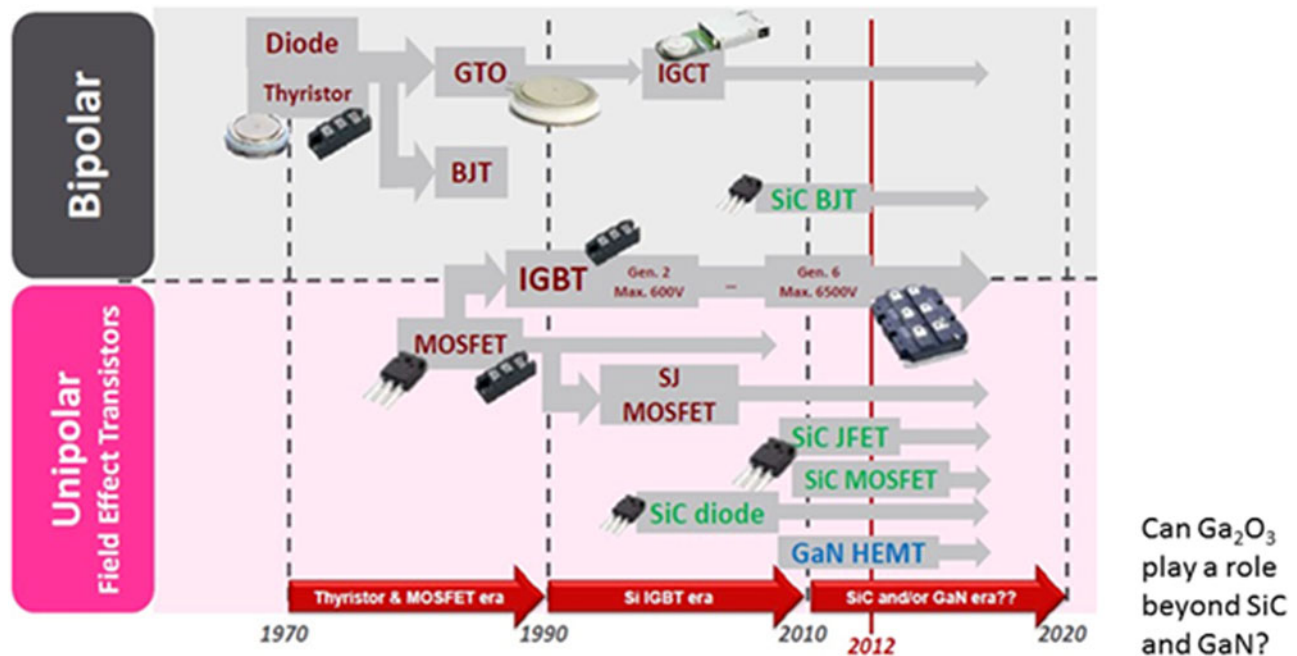 Bipolar
Unipolar
Field Effect Transistors
Diode
Thyristor
GTO
IGCT
BJT
SiC BJT
IGBT
Gen. 2
Max. 600V
...
Gen. 6
Max. 6500V
MOSFET
SJ
MOSFET
SiC JFET
SiC MOSFET
SiC diode
GaN HEMT
Thyristor & MOSFET era
Si IGBT era
SiC and/or GaN era??
1970
1990
2010
2012
2020
Can Ga₂O₃
play a role
beyond SiC
and GaN?